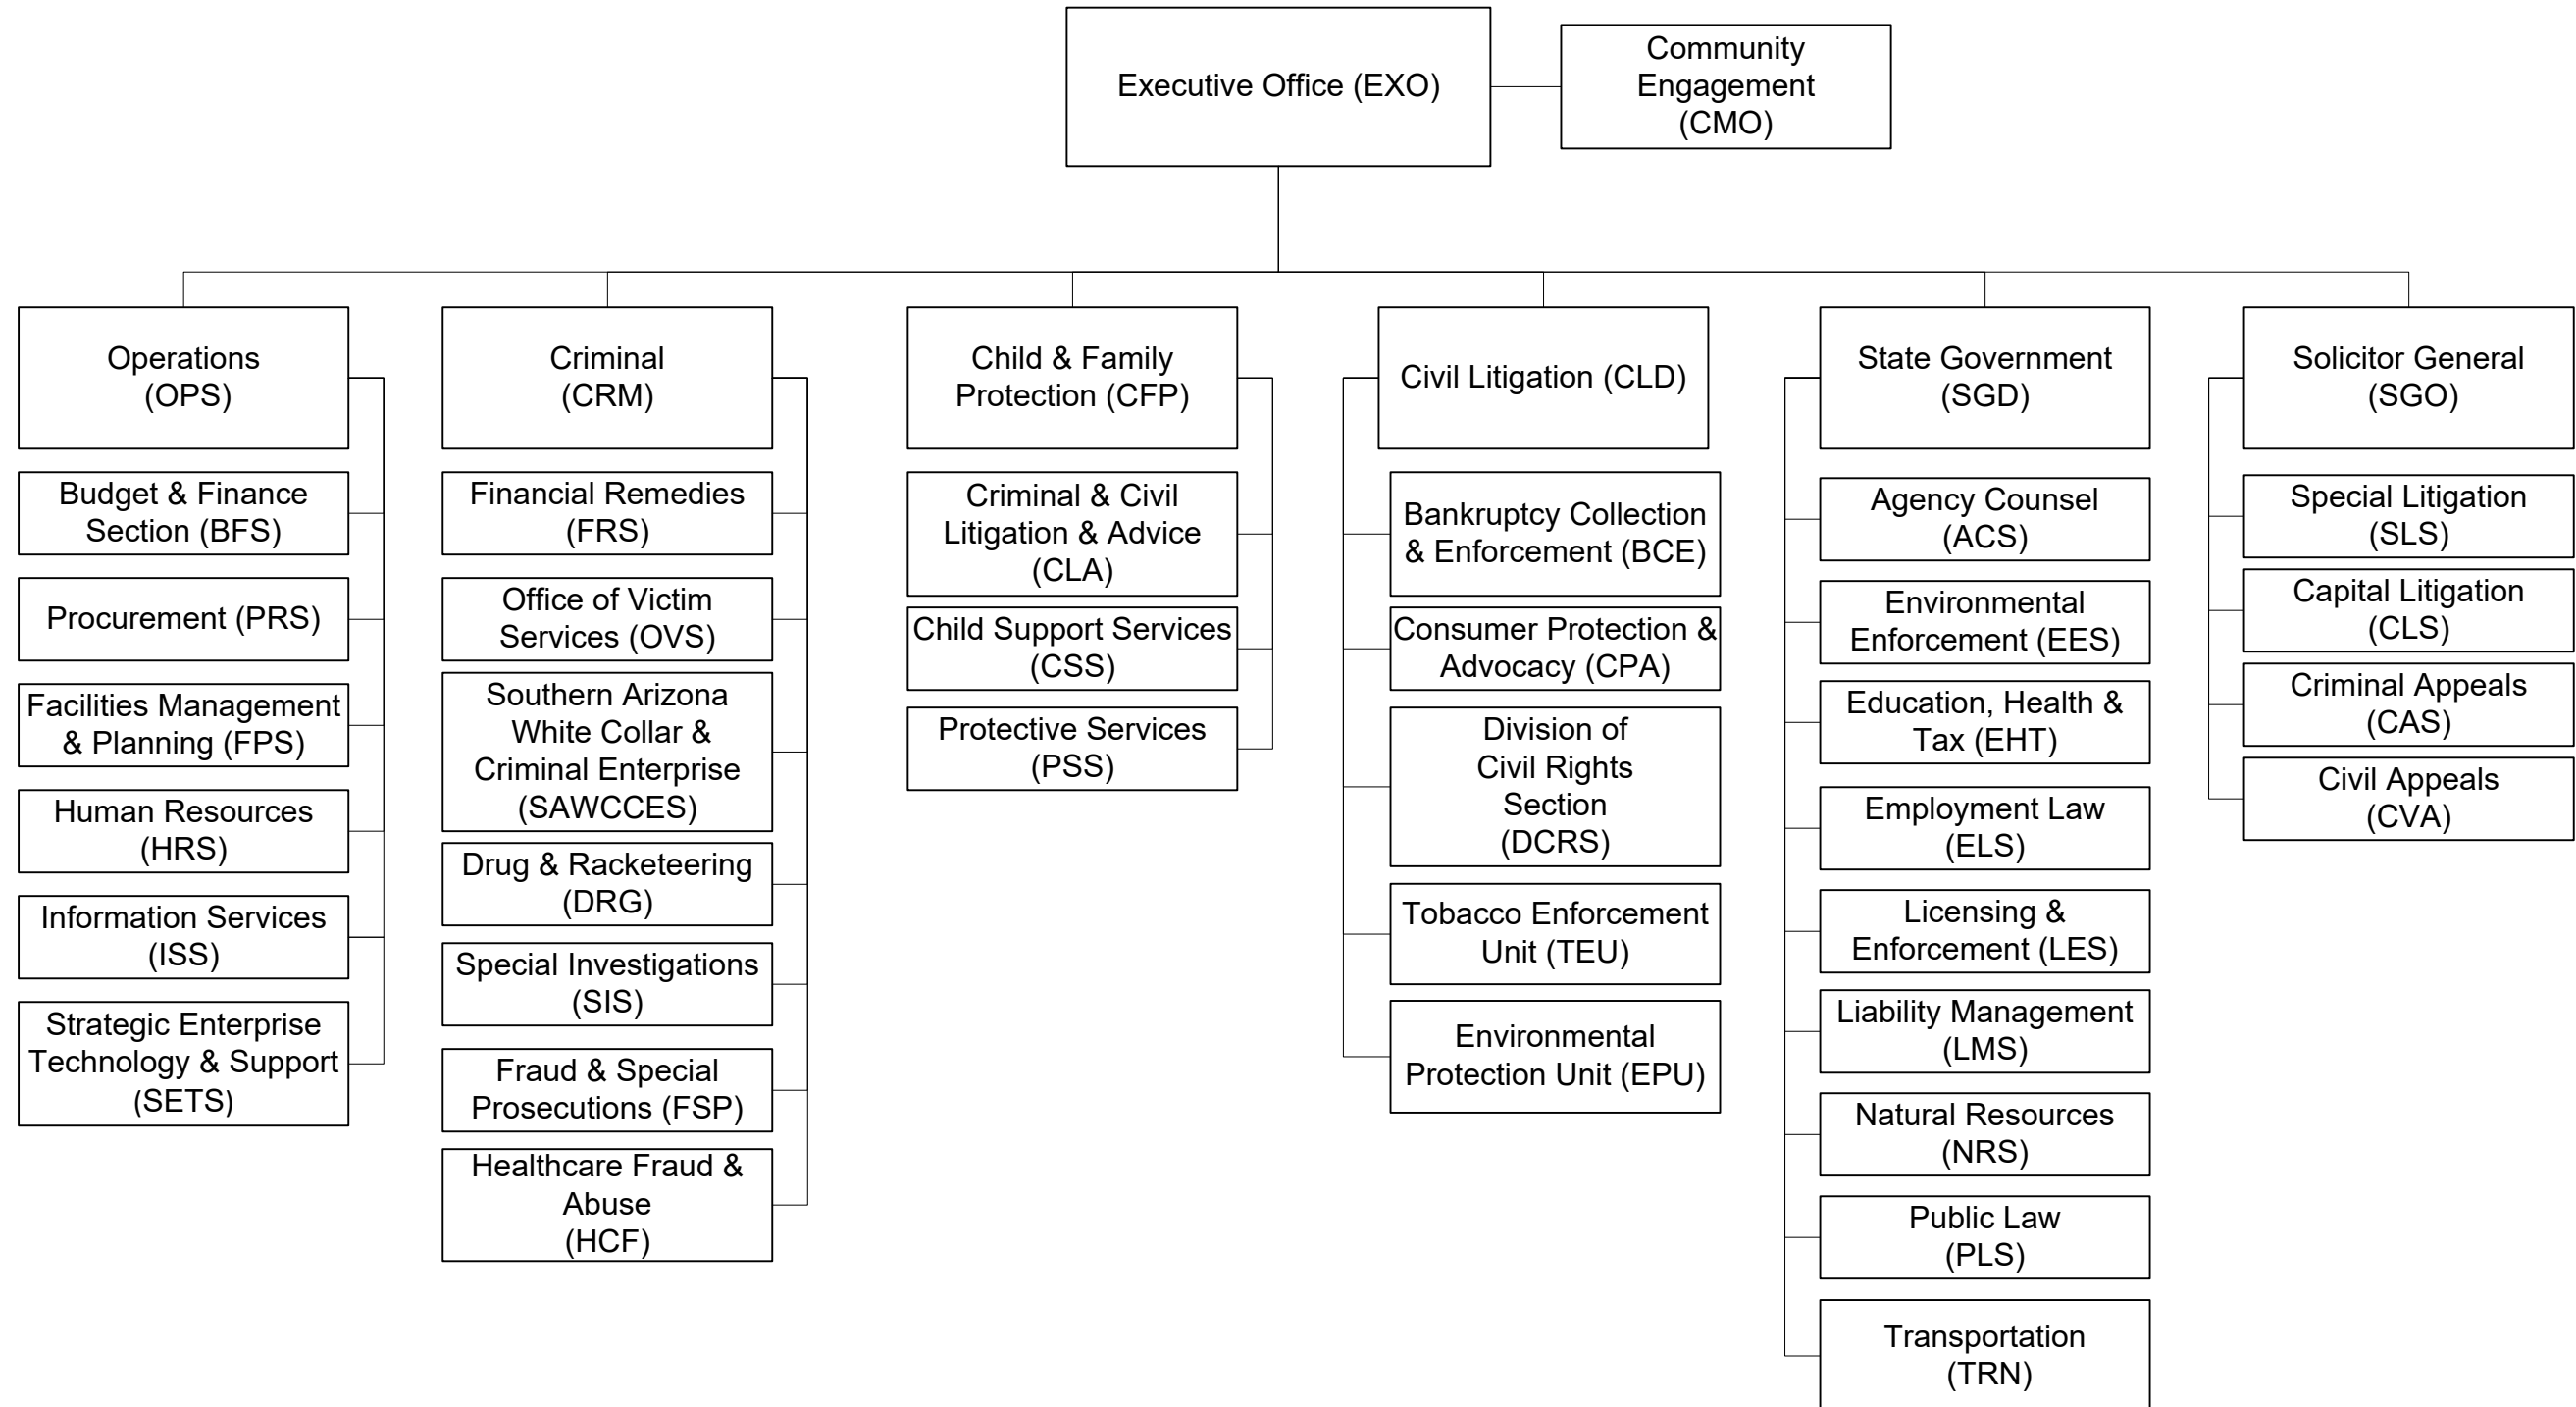 Executive Office (EXO)
Community
Engagement
(CMO)
Operations
(OPS)
Budget & Finance
Section (BFS)
Procurement (PRS)
Facilities Management
& Planning (FPS)
Human Resources
(HRS)
Information Services
(ISS)
Strategic Enterprise
Technology & Support
(SETS)
Criminal
(CRM)
Financial Remedies
(FRS)
Office of Victim
Services (OVS)
Southern Arizona
White Collar &
Criminal Enterprise
(SAWCCES)
Drug & Racketeering
(DRG)
Special Investigations
(SIS)
Fraud & Special
Prosecutions (FSP)
Healthcare Fraud &
Abuse
(HCF)
Child & Family
Protection (CFP)
Criminal & Civil
Litigation & Advice
(CLA)
Child Support Services
(CSS)
Protective Services
(PSS)
Civil Litigation (CLD)
Bankruptcy Collection
& Enforcement (BCE)
Consumer Protection &
Advocacy (CPA)
Division of
Civil Rights
Section
(DCRS)
Tobacco Enforcement
Unit (TEU)
Environmental
Protection Unit (EPU)
State Government
(SGD)
Agency Counsel
(ACS)
Environmental
Enforcement (EES)
Education, Health &
Tax (EHT)
Employment Law
(ELS)
Licensing &
Enforcement (LES)
Liability Management
(LMS)
Natural Resources
(NRS)
Public Law
(PLS)
Transportation
(TRN)
Solicitor General
(SGO)
Special Litigation
(SLS)
Capital Litigation
(CLS)
Criminal Appeals
(CAS)
Civil Appeals
(CVA)